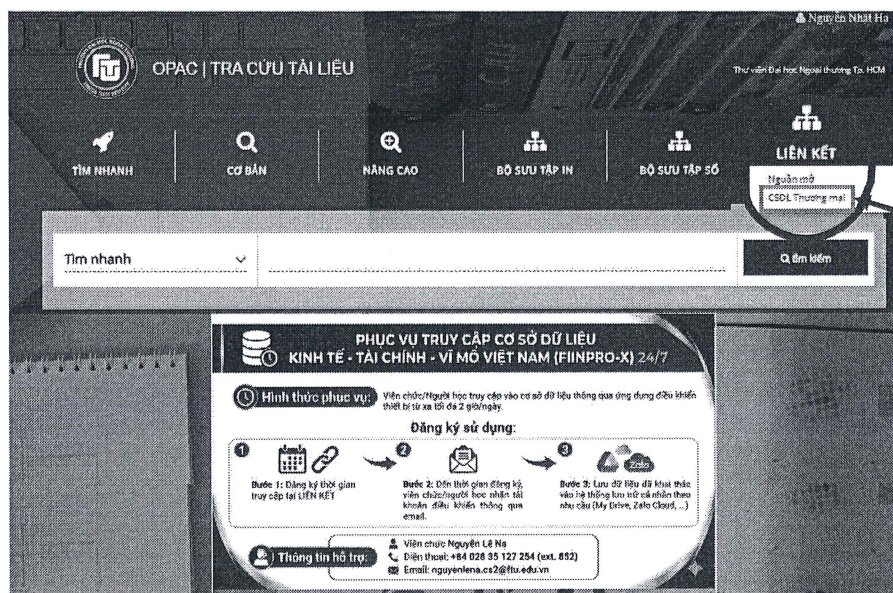 Nguyễn Nhật Hạ
OPAC | TRA CỨU TÀI LIỆU
Thư viện Đại học Ngoại thương Tp. HCM
TÌM NHANH
CƠ BẢN
NÂNG CAO
BỘ SƯU TẬP IN
BỘ SƯU TẬP SỐ
LIÊN KẾT
Nguồn mở
CSDL Thương mại
Tìm nhanh
tìm kiếm
PHỤC VỤ TRUY CẬP CƠ SỞ DỮ LIỆU
KINH TẾ - TÀI CHÍNH - VĨ MÔ VIỆT NAM (FIINPRO-X) 24/7
Hình thức phục vụ:
Viên chức/Người học truy cập vào cơ sở dữ liệu thông qua ứng dụng điều khiển
thiết bị từ xa tối đa 2 giờ/ngày.
Đăng ký sử dụng:
1
2
3
Zalo
Bước 1: Đăng ký thời gian
truy cập tại LIÊN KẾT
Bước 2: Đến thời gian đăng ký,
viên chức/người học nhận tài
khoản điều khiển thông qua
email.
Bước 3: Lưu dữ liệu đã khai thác
vào hệ thống lưu trữ cá nhân theo
nhu cầu (My Drive, Zalo Cloud, ...)
Thông tin hỗ trợ:
Viên chức Nguyễn Lê Na
Điện thoại: +84 028 35 127 254 (ext. 852)
Email: nguyenlena.cs2@ftu.edu.vn